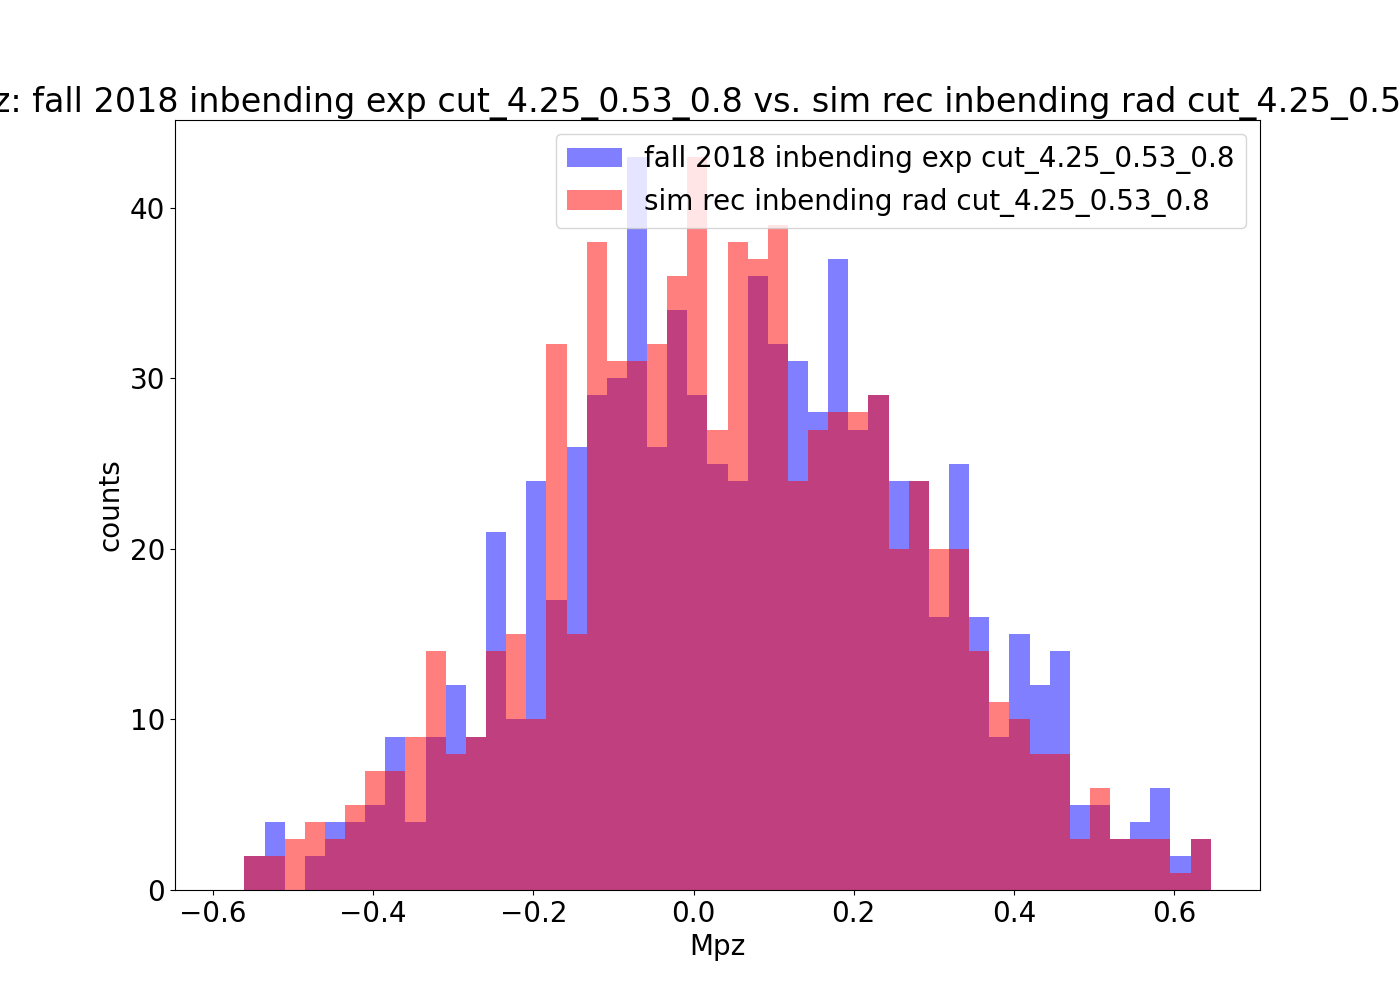 z: fall 2018 inbending exp cut_4.25_0.53_0.8 vs. sim rec inbending rad cut_4.25_0.5
fall 2018 inbending exp cut_4.25_0.53_0.8
sim rec inbending rad cut_4.25_0.53_0.8
counts
40
30
20
10
0
−0.6
−0.4
−0.2
0.0
0.2
0.4
0.6
Mpz